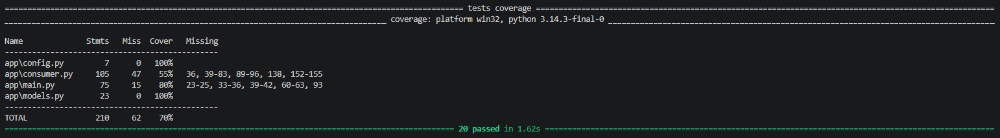 ===== tests coverage =====
_____ coverage: platform win32, python 3.14.3-final-0 _____
Name Stmts Miss Cover Missing
-----------------------------------------------
app\config.py 7 0 100%
app\consumer.py 105 47 55% 36, 39-83, 89-96, 138, 152-155
app\main.py 75 15 80% 23-25, 33-36, 39-42, 60-63, 93
app\models.py 23 0 100%
-----------------------------------------------
TOTAL 210 62 70%
===== 20 passed in 1.62s =====